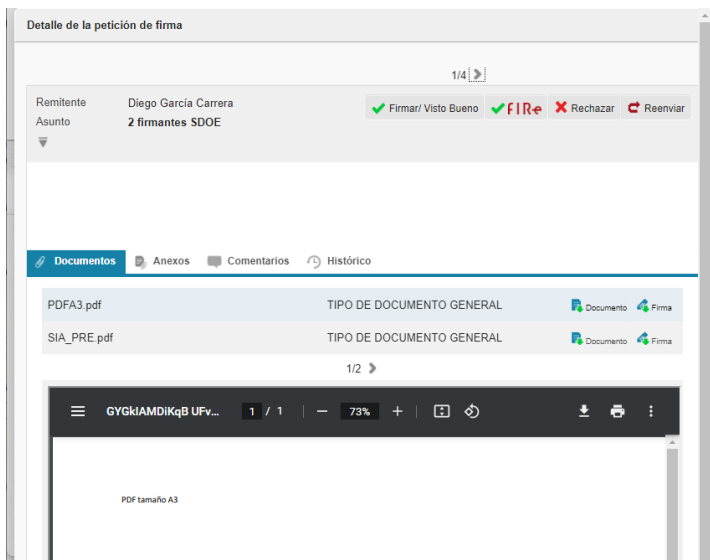 Detalle de la petición de firma
1/4
Remitente Diego García Carrera
Asunto 2 firmantes SDOE
Firmar/ Visto Bueno FIRe Rechazar Reenviar
Documentos Anexos Comentarios Histórico
PDFA3.pdf TIPO DE DOCUMENTO GENERAL Documento Firma
SIA_PRE.pdf TIPO DE DOCUMENTO GENERAL Documento Firma
1/2
GYGkIAMDiKqB UFv... 1 / 1 73%
PDF tamaño A3